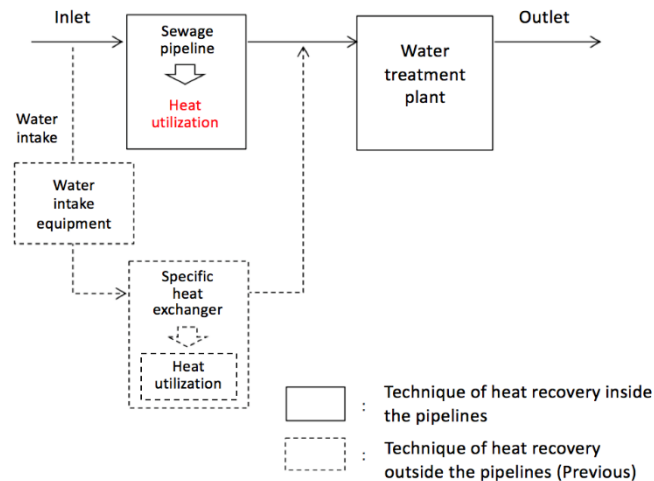 Inlet
Outlet
Sewage
pipeline
Heat
utilization
Water
treatment
plant
Water
intake
Water
intake
equipment
Specific
heat
exchanger
Heat
utilization
: Technique of heat recovery inside
the pipelines
: Technique of heat recovery
outside the pipelines (Previous)